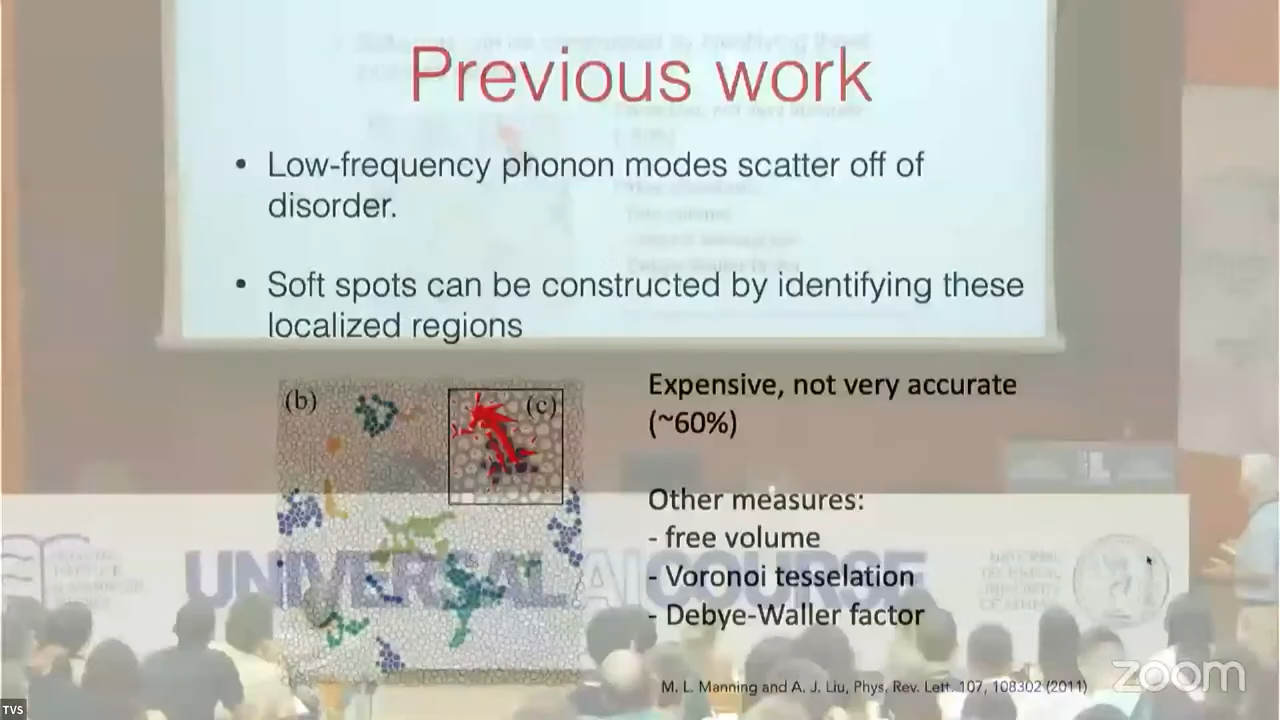 Previous work
• Low-frequency phonon modes scatter off of
disorder.
• Soft spots can be constructed by identifying these
localized regions
(b)
(c)
Expensive, not very accurate
(~60%)
Other measures:
- free volume
- Voronoi tesselation
- Debye-Waller factor
UNIVERSAL AI COURSE
M. L. Manning and A. J. Liu, Phys. Rev. Lett. 107, 108302 (2011)
zoom
TVS